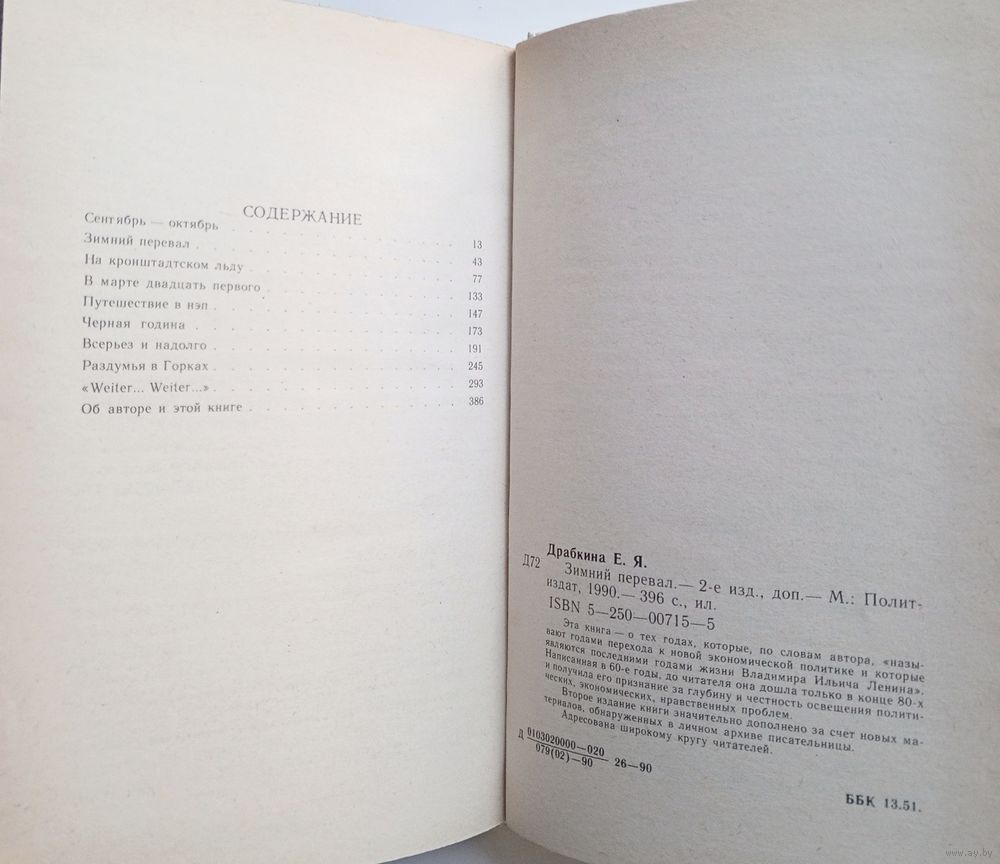 СОДЕРЖАНИЕ
Сентябрь — октябрь . . . . . . . . . . . . 13
Зимний перевал . . . . . . . . . . . . 43
На кронштадтском льду . . . . . . . . . . . . 77
В марте двадцать первого . . . . . . . . . . . . 133
Путешествие в нэп . . . . . . . . . . . . 147
Черная година . . . . . . . . . . . . 173
Всерьез и надолго . . . . . . . . . . . . 191
Раздумья в Горках . . . . . . . . . . . . 245
«Weiter... Weiter...» . . . . . . . . . . . . 293
Об авторе и этой книге . . . . . . . . . . . . 386
Драбкина Е. Я.
Д72 Зимний перевал.— 2-е изд., доп.— М.: Полит-
издат, 1990.— 396 с., ил.
ISBN 5—250—00715—5
Эта книга — о тех годах, которые, по словам автора, «назы-
вают годами перехода к новой экономической политике и которые
являются последними годами жизни Владимира Ильича Ленина».
Написанная в 60-е годы, до читателя она дошла только в конце 80-х
и получила его признание за глубину и честность освещения полити-
ческих, экономических, нравственных проблем.
Второе издание книги значительно дополнено за счет новых ма-
териалов, обнаруженных в личном архиве писательницы.
Адресована широкому кругу читателей.
Д 0103020000—020
079(02)—90 26—90
ББК 13.51.
www.ay.by